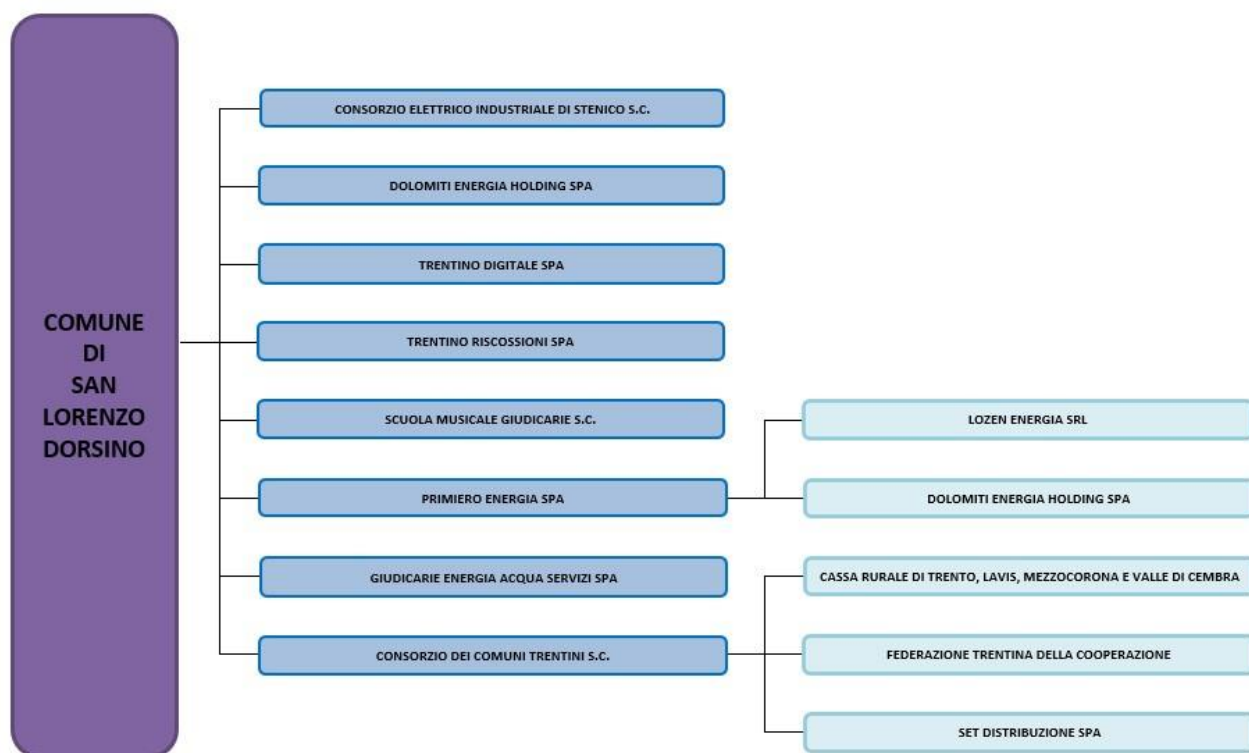 COMUNE
DI
SAN
LORENZO
DORSINO
CONSORZIO ELETTRICO INDUSTRIALE DI STENICO S.C.
DOLOMITI ENERGIA HOLDING SPA
TRENTINO DIGITALE SPA
TRENTINO RISCOSSIONI SPA
SCUOLA MUSICALE GIUDICARIE S.C.
PRIMIERO ENERGIA SPA
GIUDICARIE ENERGIA ACQUA SERVIZI SPA
CONSORZIO DEI COMUNI TRENTINI S.C.
LOZEN ENERGIA SRL
DOLOMITI ENERGIA HOLDING SPA
CASSA RURALE DI TRENTO, LAVIS, MEZZOCORONA E VALLE DI CEMBRA
FEDERAZIONE TRENTINA DELLA COOPERAZIONE
SET DISTRIBUZIONE SPA